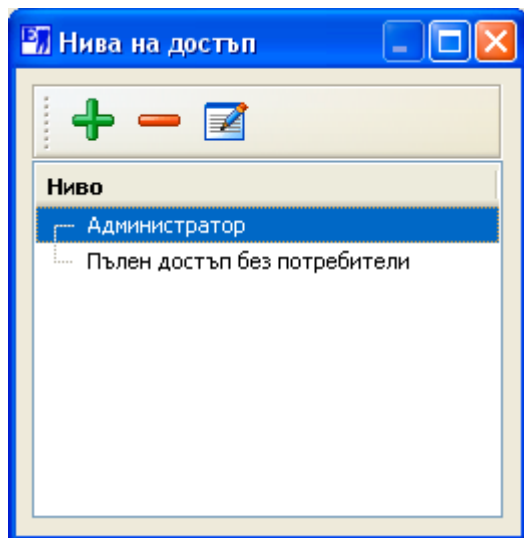 Нива на достъп
Ниво
Администратор
Пълен достъп без потребители